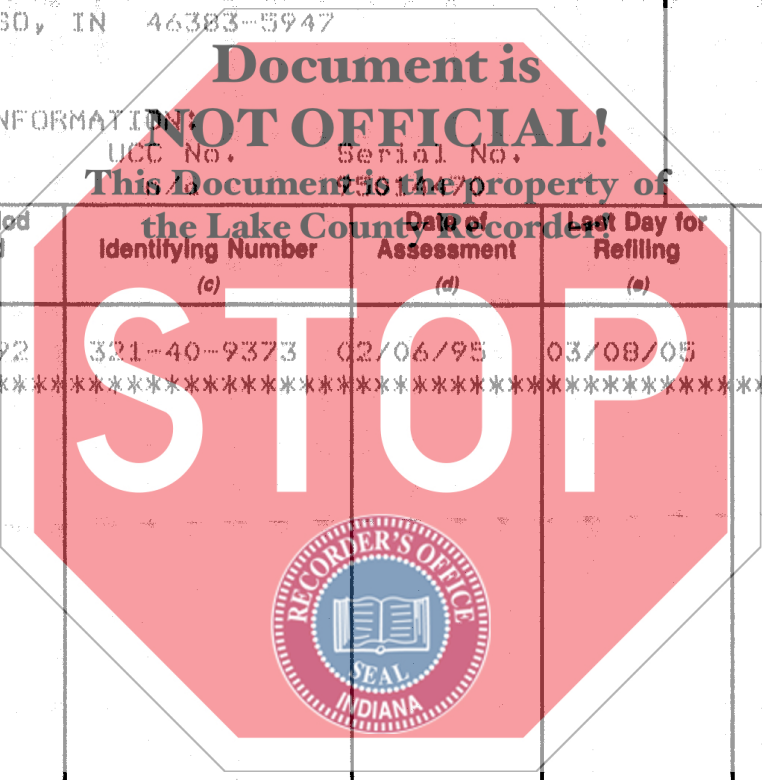 SO, IN 46383-5947
Document is
NFORMATION:
NOT OFFICIAL!
UCC No. Serial No.
This Document is the property of
the Lake County Recorder!
Identifying Number
(c)
Date of
Assessment
(d)
Last Day for
Refiling
(e)
92 321-40-9373 02/06/95 03/08/05
STOP
RECORDER'S OFFICE
SEAL
INDIANA